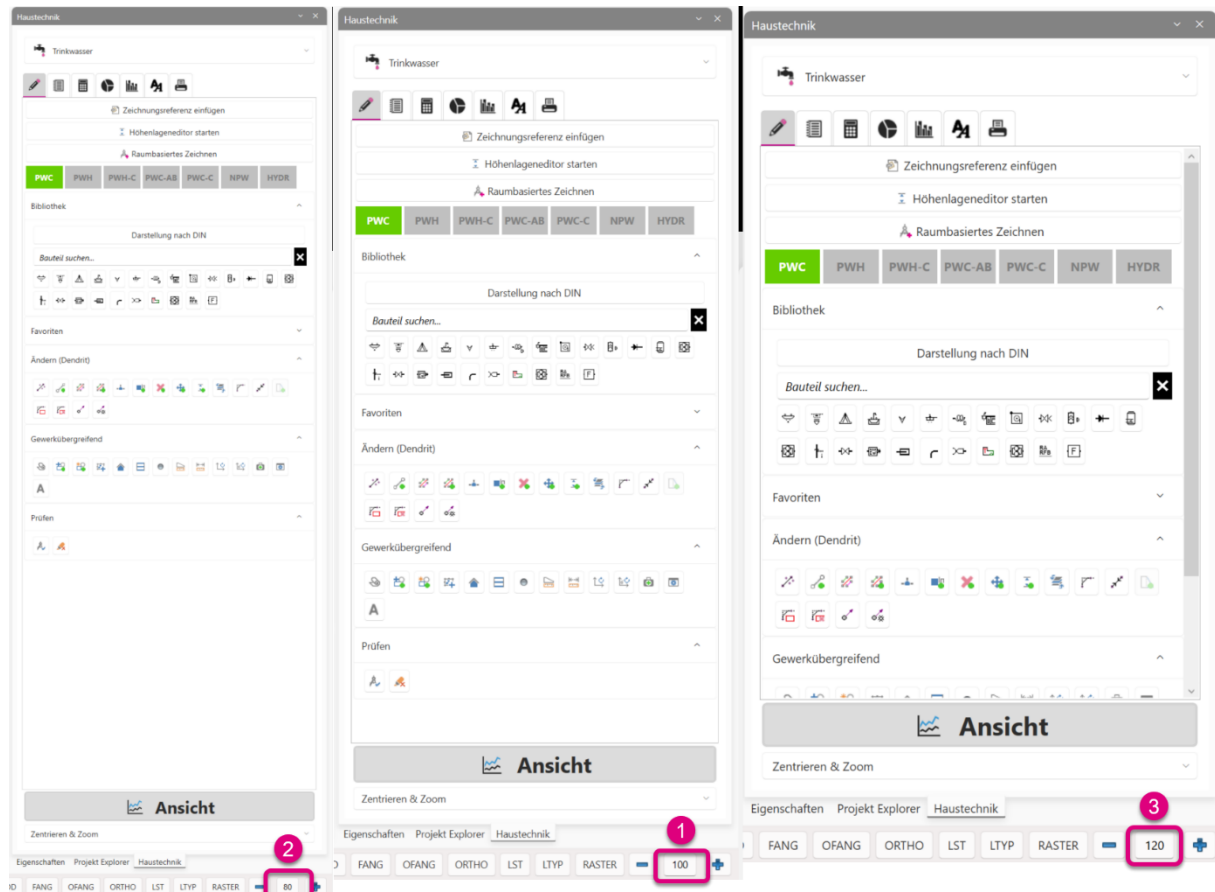 Haustechnik
Trinkwasser
Zeichnungsreferenz einfügen
Höhenlageneditor starten
Raumbasiertes Zeichnen
PWC PWH PWH-C PWC-AB PWC-C NPW HYDR
Bibliothek
Darstellung nach DIN
Bauteil suchen...
Favoriten
Ändern (Dendrit)
Gewerkübergreifend
A
Prüfen
Ansicht
Zentrieren & Zoom
2
Eigenschaften Projekt Explorer Haustechnik
FANG OFANG ORTHO LST LTYP RASTER 80
Haustechnik
Trinkwasser
Zeichnungsreferenz einfügen
Höhenlageneditor starten
Raumbasiertes Zeichnen
PWC PWH PWH-C PWC-AB PWC-C NPW HYDR
Bibliothek
Darstellung nach DIN
Bauteil suchen...
Favoriten
Ändern (Dendrit)
Gewerkübergreifend
A
Prüfen
Ansicht
Zentrieren & Zoom
1
Eigenschaften Projekt Explorer Haustechnik
FANG OFANG ORTHO LST LTYP RASTER 100
Haustechnik
Trinkwasser
Zeichnungsreferenz einfügen
Höhenlageneditor starten
Raumbasiertes Zeichnen
PWC PWH PWH-C PWC-AB PWC-C NPW HYDR
Bibliothek
Darstellung nach DIN
Bauteil suchen...
Favoriten
Ändern (Dendrit)
Gewerkübergreifend
Ansicht
Zentrieren & Zoom
3
Eigenschaften Projekt Explorer Haustechnik
FANG OFANG ORTHO LST LTYP RASTER 120